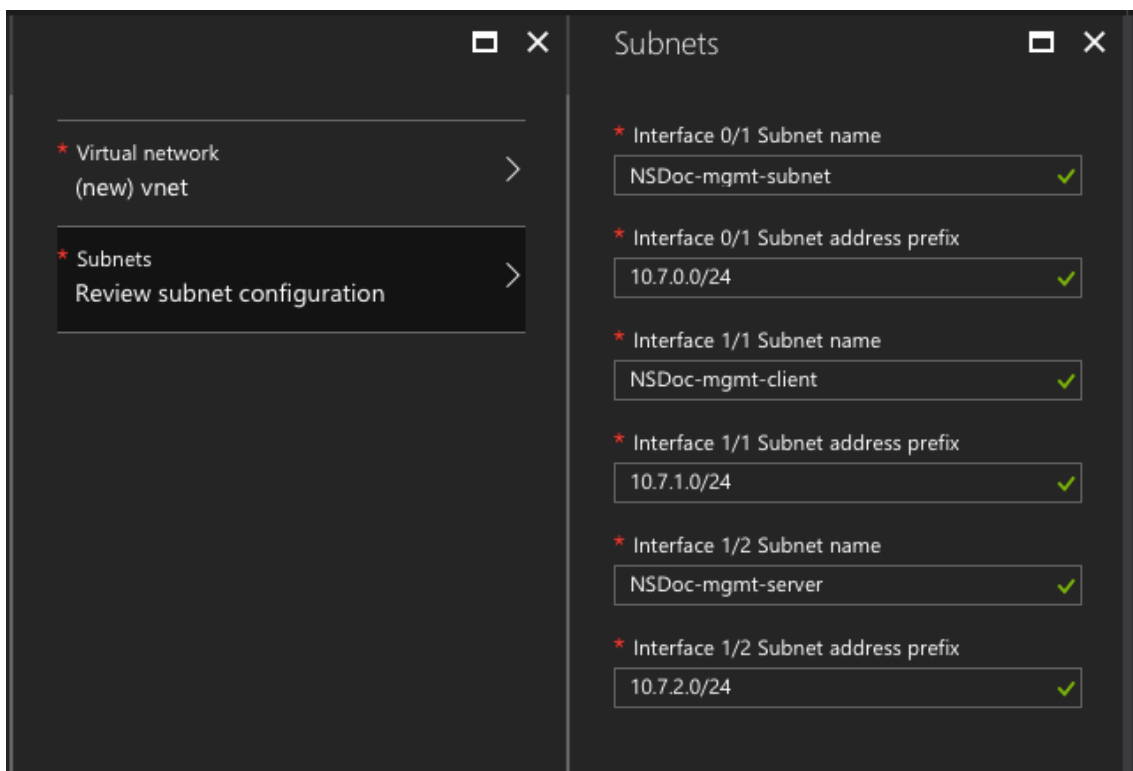 * Virtual network
(new) vnet
* Subnets
Review subnet configuration
Subnets
* Interface 0/1 Subnet name
NSDoc-mgmt-subnet
* Interface 0/1 Subnet address prefix
10.7.0.0/24
* Interface 1/1 Subnet name
NSDoc-mgmt-client
* Interface 1/1 Subnet address prefix
10.7.1.0/24
* Interface 1/2 Subnet name
NSDoc-mgmt-server
* Interface 1/2 Subnet address prefix
10.7.2.0/24